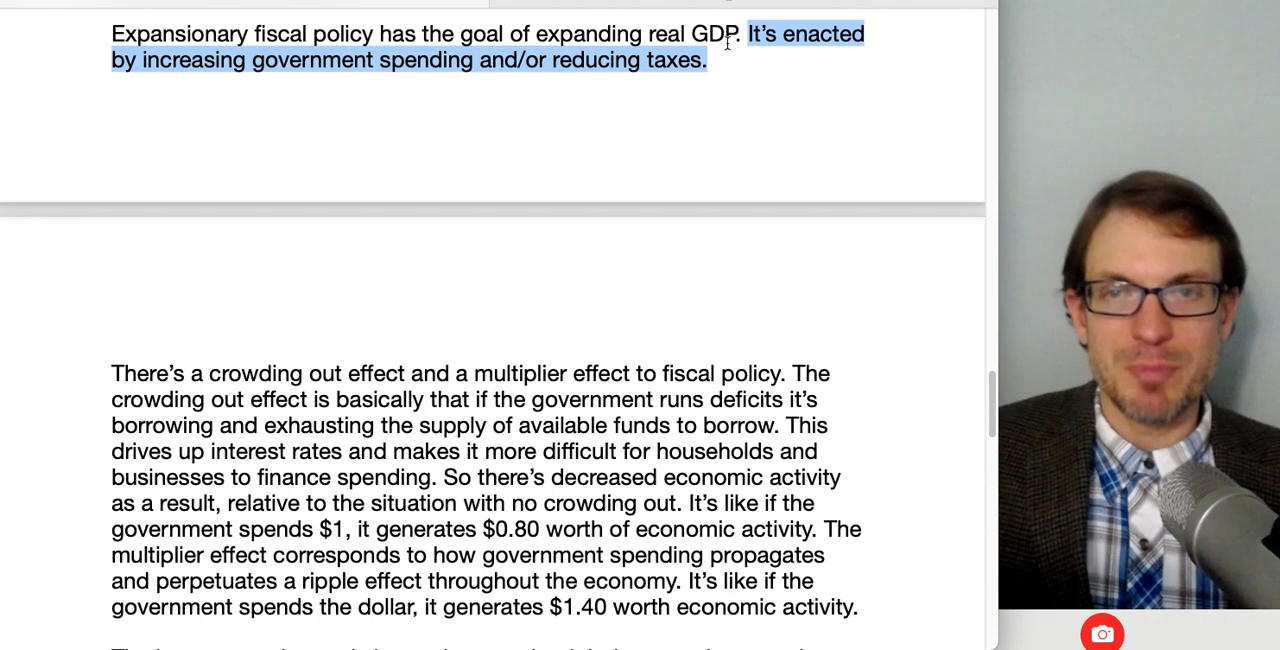 Expansionary fiscal policy has the goal of expanding real GDP. It’s enacted
by increasing government spending and/or reducing taxes.
There’s a crowding out effect and a multiplier effect to fiscal policy. The
crowding out effect is basically that if the government runs deficits it’s
borrowing and exhausting the supply of available funds to borrow. This
drives up interest rates and makes it more difficult for households and
businesses to finance spending. So there’s decreased economic activity
as a result, relative to the situation with no crowding out. It’s like if the
government spends $1, it generates $0.80 worth of economic activity. The
multiplier effect corresponds to how government spending propagates
and perpetuates a ripple effect throughout the economy. It’s like if the
government spends the dollar, it generates $1.40 worth economic activity.